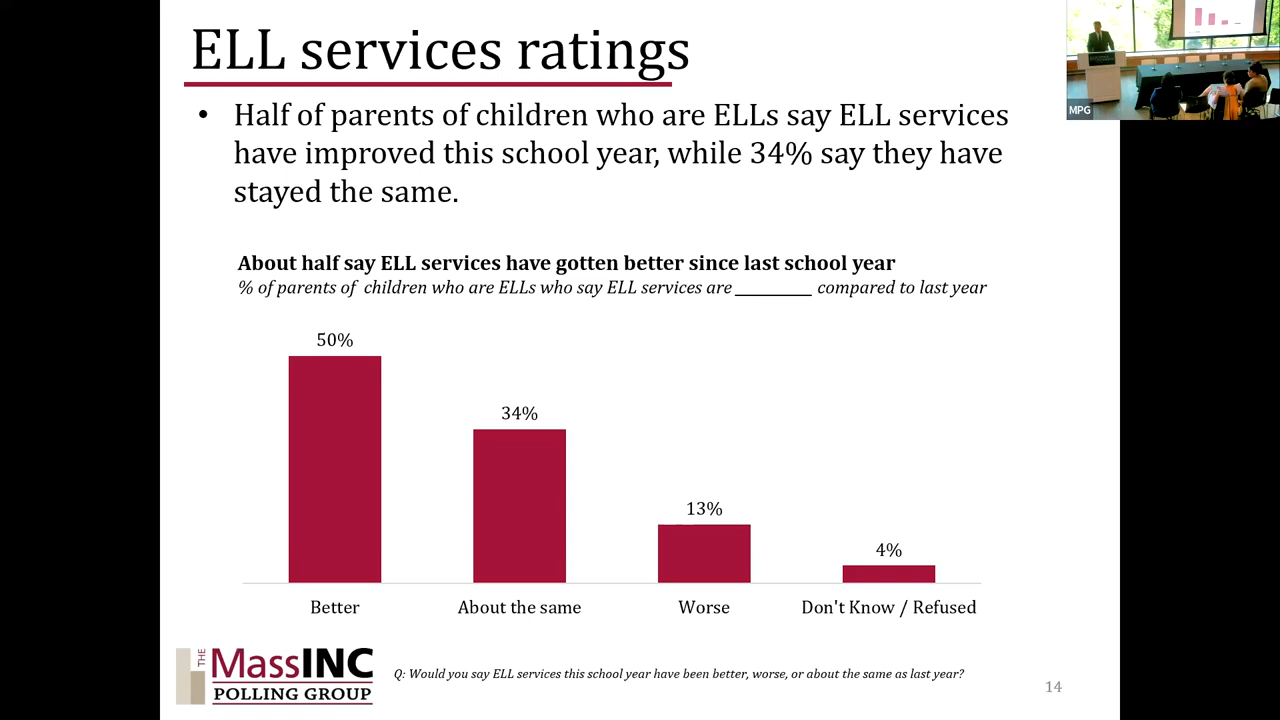 ELL services ratings
• Half of parents of children who are ELLs say ELL services
have improved this school year, while 34% say they have
stayed the same.
About half say ELL services have gotten better since last school year
% of parents of children who are ELLs who say ELL services are __________ compared to last year
50%
34%
13%
4%
Better
About the same
Worse
Don't Know / Refused
THE
MassINC
POLLING GROUP
Q: Would you say ELL services this school year have been better, worse, or about the same as last year?
14
MPG